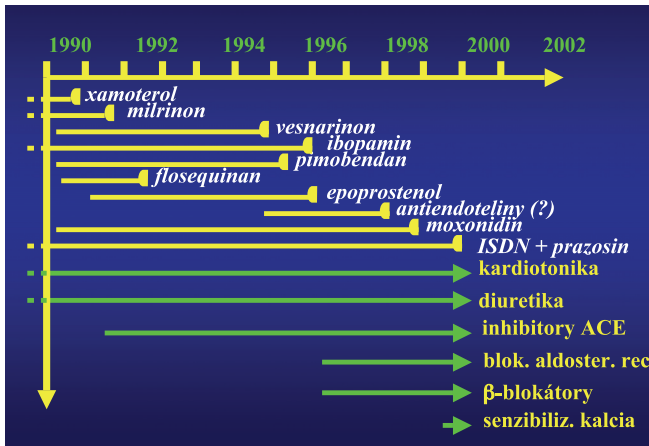 1990 1992 1994 1996 1998 2000 2002
xamoterol
milrinon
vesnarinon
ibopamin
pimobendan
flosequinan
epoprostenol
antiendoteliny (?)
moxonidin
ISDN + prazosin
kardiotonika
diuretika
inhibitory ACE
blok. aldoster. rec
β-blokátory
senzibiliz. kalcia